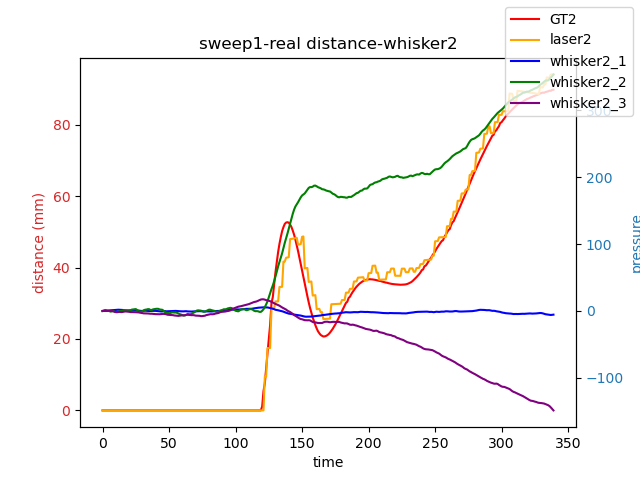 sweep1-real distance-whisker2
GT2
laser2
whisker2_1
whisker2_2
whisker2_3
distance (mm)
80
60
40
20
0
300
200
100
0
−100
pressure
0
50
100
150
200
250
300
350
time